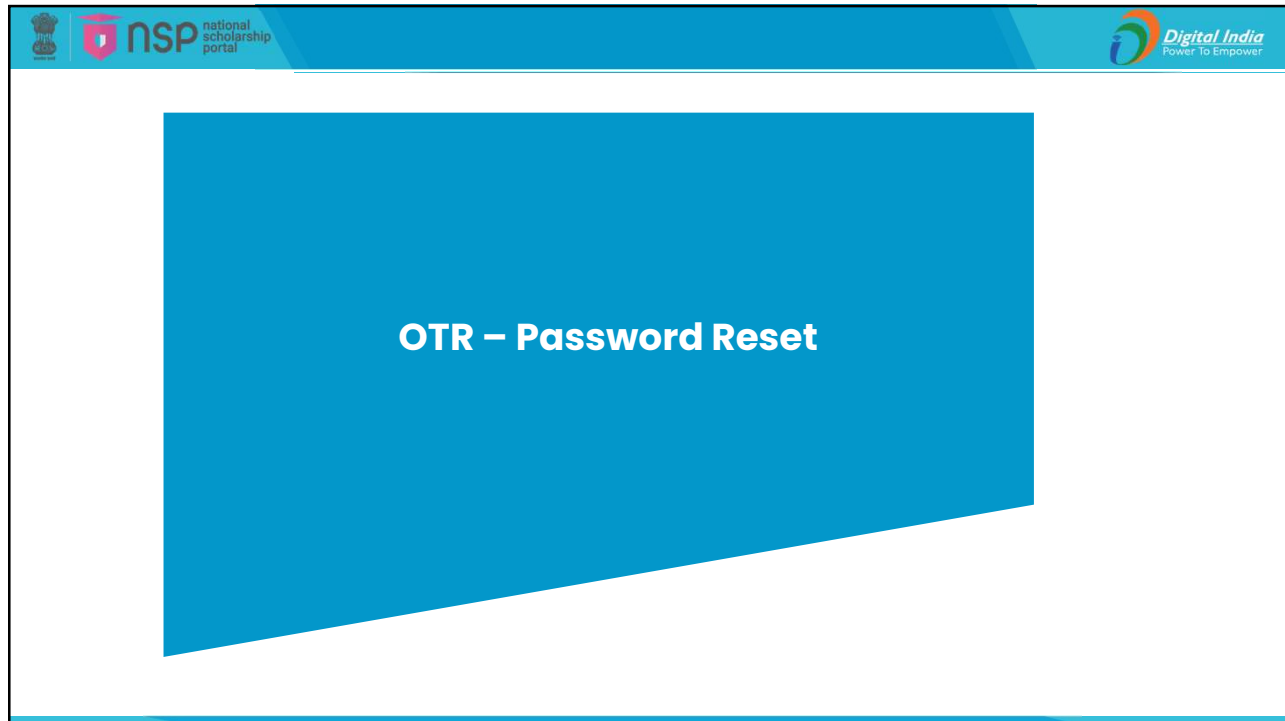 nsp
national
scholarship
portal
Digital India
Power To Empower
OTR – Password Reset